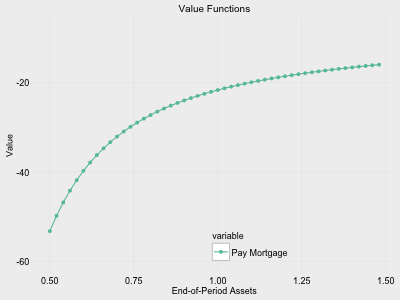 Value Functions
Value
-20
-40
-60
variable
Pay Mortgage
0.50 0.75 1.00 1.25 1.50
End-of-Period Assets